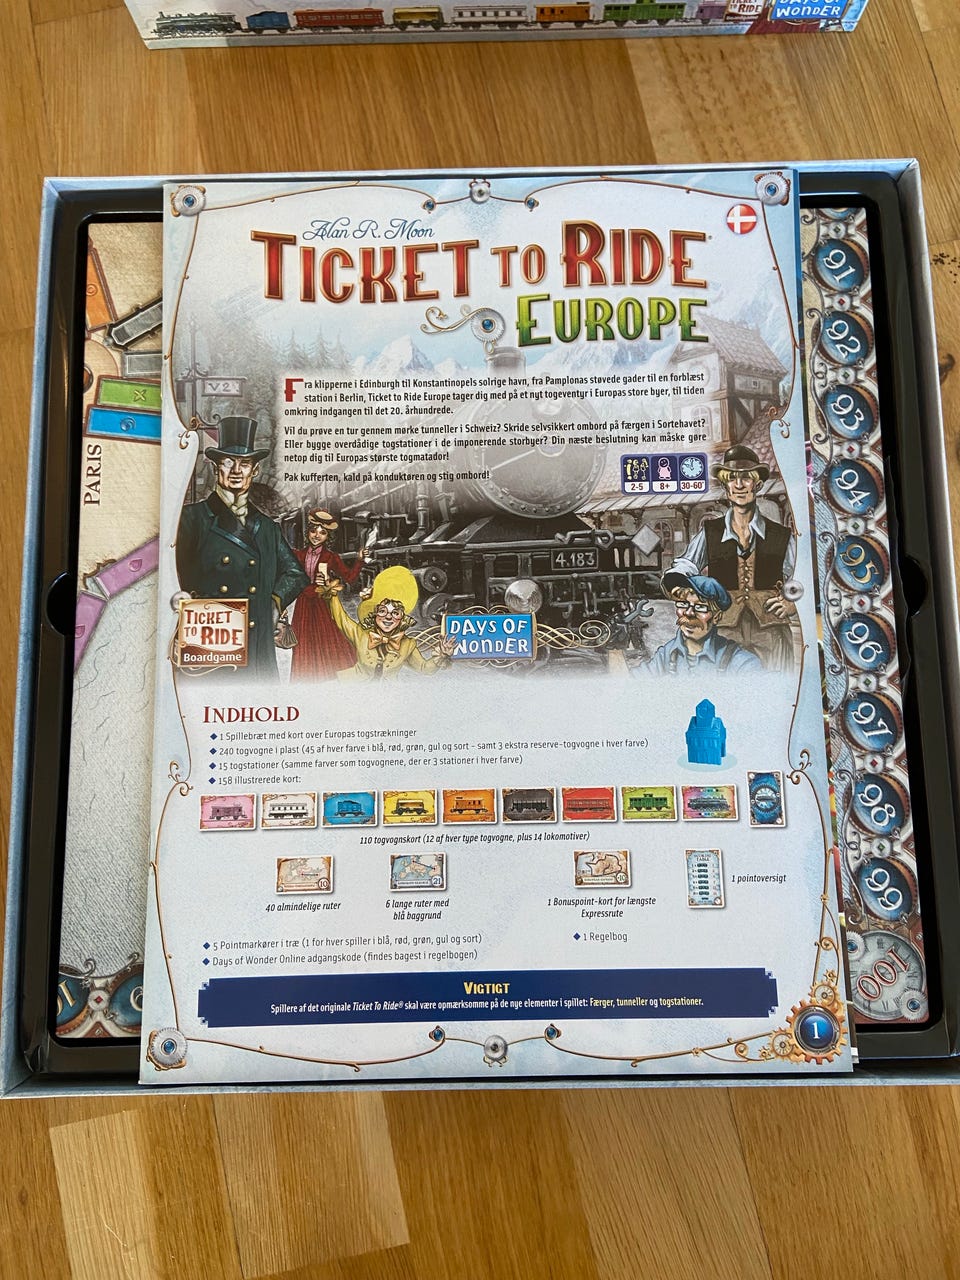 TICKET TO RIDE
Boardgame
DAYS OF WONDER
PARIS
Alan R. Moon
TICKET TO RIDE®
EUROPE
Fra klipperne i Edinburgh til Konstantinopels solrige havn, fra Pamplonas støvede gader til en forblæst
station i Berlin, Ticket to Ride Europe tager dig med på et nyt togeventyr i Europas store byer, til tiden
omkring indgangen til det 20. århundrede.
Vil du prøve en tur gennem mørke tunneller i Schweiz? Skride selvsikkert ombord på færgen i Sortehavet?
Eller bygge overdådige togstationer i de imponerende storbyer? Din næste beslutning kan måske gøre
netop dig til Europas største togmatador!
Pak kufferten, kald på konduktøren og stig ombord!
2-5
8+
30-60'
4.183
TICKET TO RIDE
Boardgame
DAYS OF WONDER
INDHOLD
1 Spillebræt med kort over Europas togstrækninger
240 togvogne i plast (45 af hver farve i blå, rød, grøn, gul og sort - samt 3 ekstra reserve-togvogne i hver farve)
15 togstationer (samme farver som togvognene, der er 3 stationer i hver farve)
158 illustrerede kort:
110 togvognskort (12 af hver type togvogne, plus 14 lokomotiver)
10
21
40 almindelige ruter
6 lange ruter med
blå baggrund
1 Bonuspoint-kort for længste
Expressrute
1 pointoversigt
5 Pointmarkører i træ (1 for hver spiller i blå, rød, grøn, gul og sort)
Days of Wonder Online adgangskode (findes bagest i regelbogen)
1 Regelbog
VIGTIGT
Spillere af det originale Ticket To Ride® skal være opmærksomme på de nye elementer i spillet: Færger, tunneller og togstationer.
1
91
92
93
94
95
96
97
98
99
100